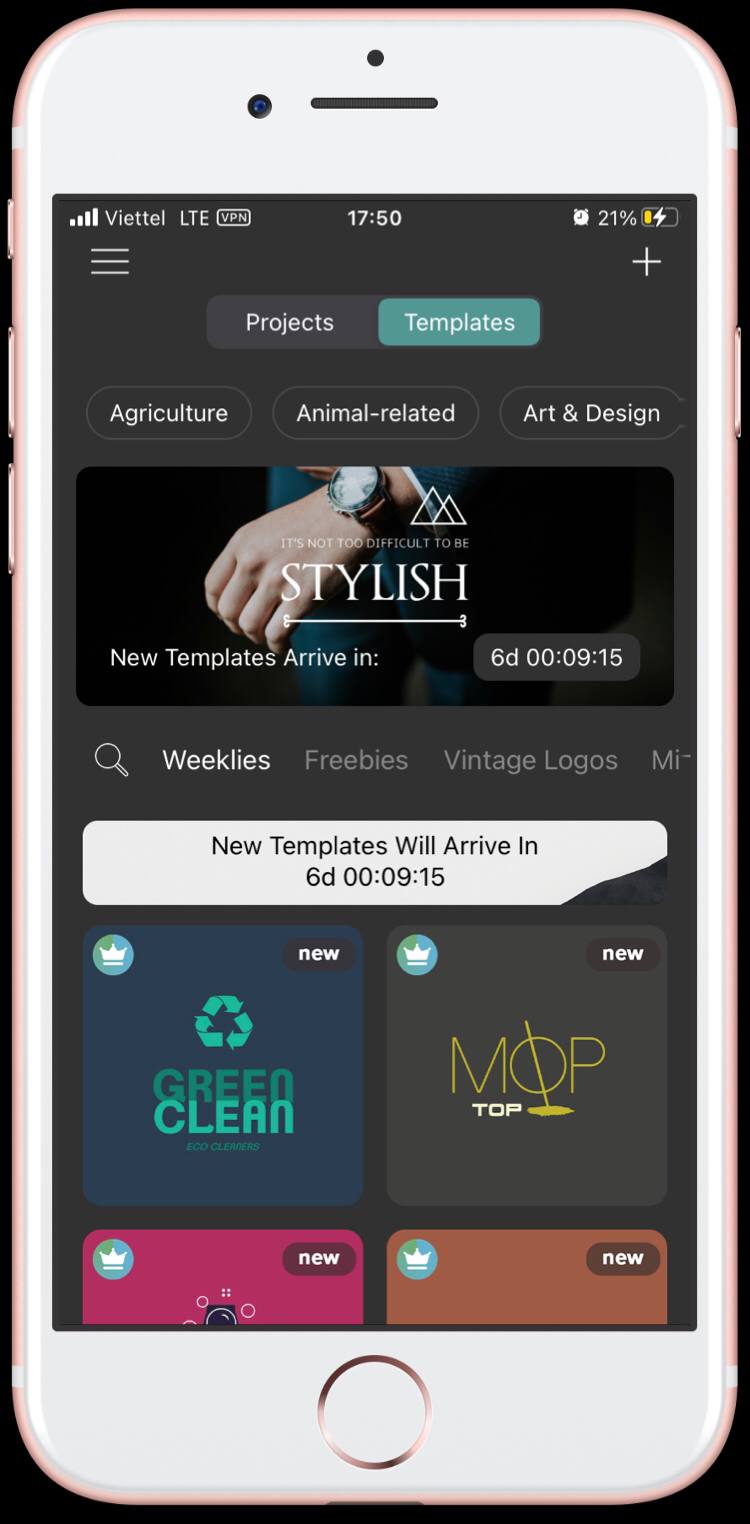 Viettel LTE VPN 17:50 21%
Projects Templates
Agriculture Animal-related Art & Design
IT'S NOT TOO DIFFICULT TO BE
STYLISH
New Templates Arrive in: 6d 00:09:15
Weeklies Freebies Vintage Logos Mi
New Templates Will Arrive In
6d 00:09:15
new new
GREEN
CLEAN
ECO CLEANERS
MOP
TOP
new new